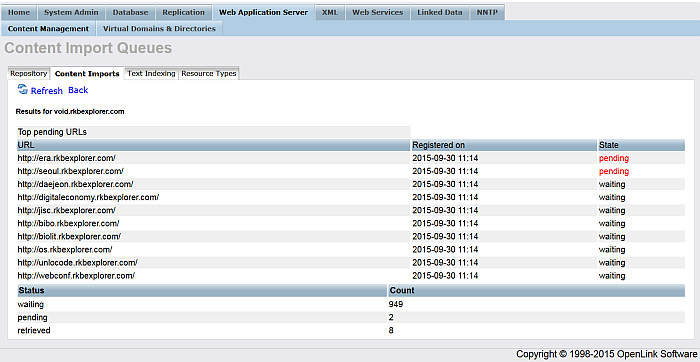 Home System Admin Database Replication Web Application Server XML Web Services Linked Data NNTP
Content Management Virtual Domains & Directories
Content Import Queues
Repository Content Imports Text Indexing Resource Types
Refresh Back
Results for void.rkbexplorer.com
Top pending URLs
URL Registered on State
http://era.rkbexplorer.com/ 2015-09-30 11:14 pending
http://seoul.rkbexplorer.com/ 2015-09-30 11:14 pending
http://daejeon.rkbexplorer.com/ 2015-09-30 11:14 waiting
http://digitaleconomy.rkbexplorer.com/ 2015-09-30 11:14 waiting
http://jisc.rkbexplorer.com/ 2015-09-30 11:14 waiting
http://bibo.rkbexplorer.com/ 2015-09-30 11:14 waiting
http://biolit.rkbexplorer.com/ 2015-09-30 11:14 waiting
http://os.rkbexplorer.com/ 2015-09-30 11:14 waiting
http://unlocode.rkbexplorer.com/ 2015-09-30 11:14 waiting
http://webconf.rkbexplorer.com/ 2015-09-30 11:14 waiting
Status Count
wailing 949
pending 2
retrieved 8
Copyright © 1998-2015 OpenLink Software